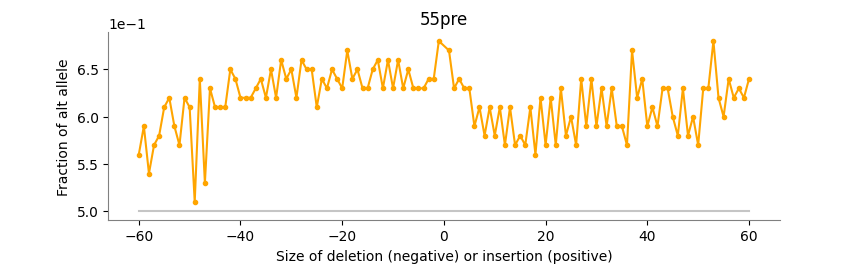 55pre
1e−1
Fraction of alt allele
6.5
6.0
5.5
5.0
−60 −40 −20 0 20 40 60
Size of deletion (negative) or insertion (positive)